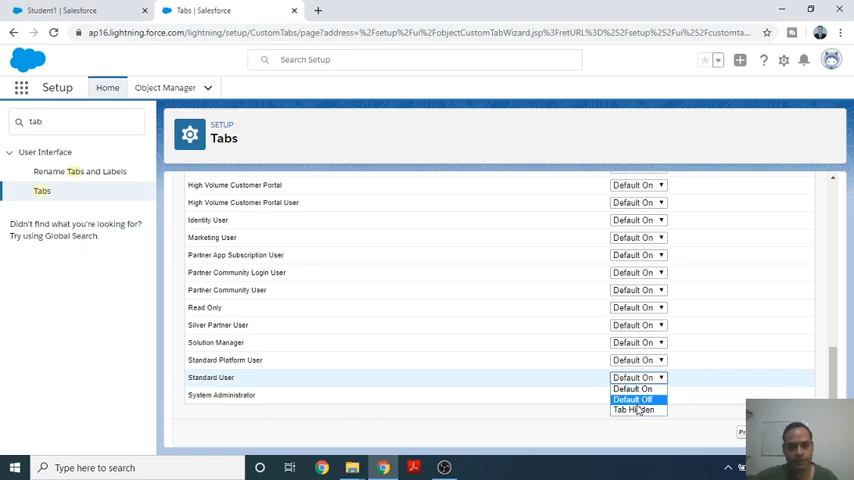 Student1 | Salesforce
Tabs | Salesforce
ap16.lightning.force.com/lightning/setup/CustomTabs/page?address=%2Fsetup%2Fui%2FobjectCustomTabWizard.jsp%3FretURL%3D%252Fsetup%252Fui%252Fcustomta...
Search Setup
Setup
Home
Object Manager
tab
User Interface
Rename Tabs and Labels
Tabs
Didn't find what you're looking for?
Try using Global Search.
SETUP
Tabs
High Volume Customer Portal Default On
High Volume Customer Portal User Default On
Identity User Default On
Marketing User Default On
Partner App Subscription User Default On
Partner Community Login User Default On
Partner Community User Default On
Read Only Default On
Silver Partner User Default On
Solution Manager Default On
Standard Platform User Default On
Standard User Default On
Default On
Default Off
Tab Hidden
System Administrator
Type here to search